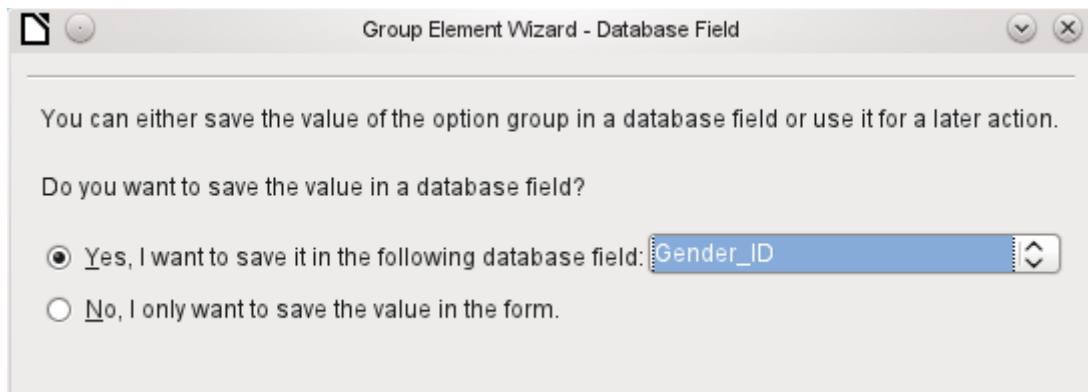 Group Element Wizard - Database Field
You can either save the value of the option group in a database field or use it for a later action.
Do you want to save the value in a database field?
Yes, I want to save it in the following database field: Gender_ID
No, I only want to save the value in the form.